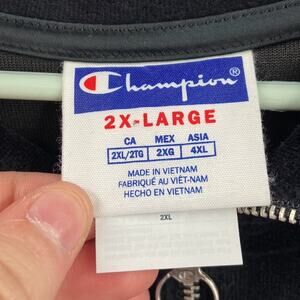 Champion®
2X-LARGE
CA MEX ASIA
2XL/2TG 2XG 4XL
MADE IN VIETNAM
FABRIQUÉ AU VIET-NAM
HECHO EN VIETNAM
2XL